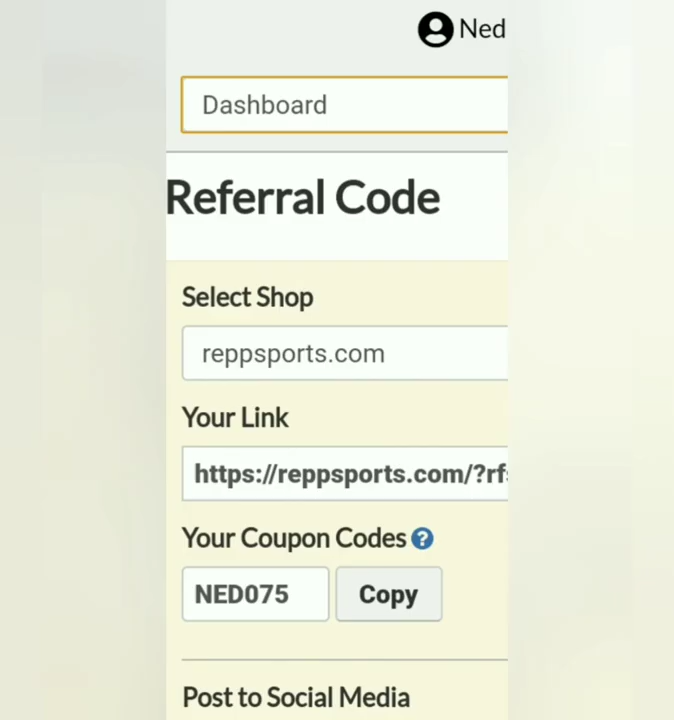 Ned
Dashboard
Referral Code
Select Shop
reppsports.com
Your Link
https://reppsports.com/?rf
Your Coupon Codes ?
NED075 Copy
Post to Social Media